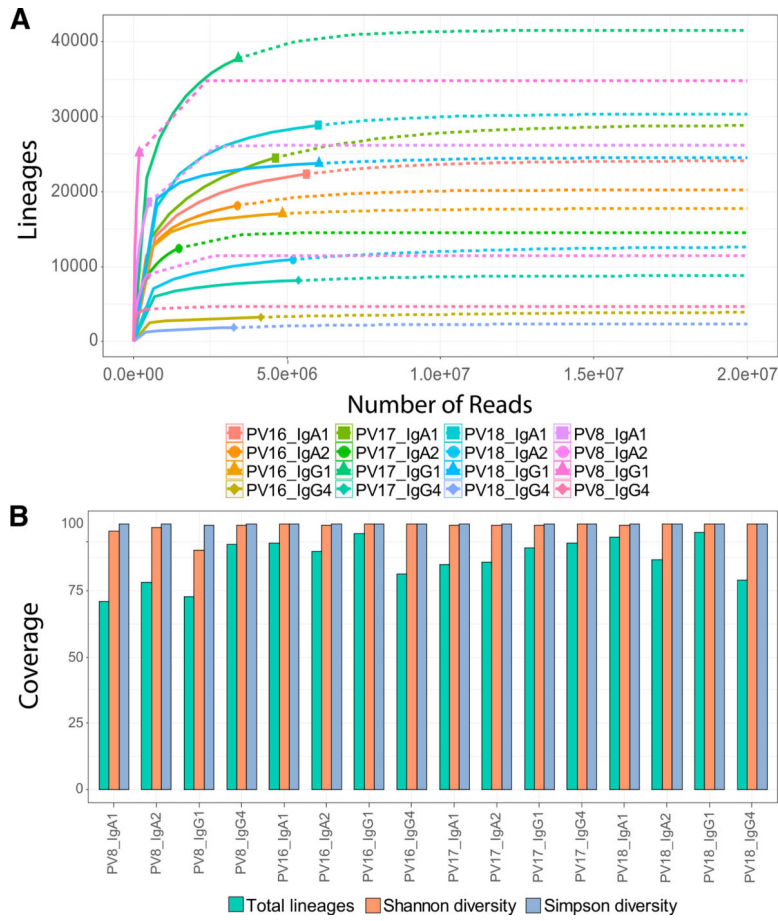 A
40000
30000
20000
10000
0
Lineages
0.0e+00 5.0e+06 1.0e+07 1.5e+07 2.0e+07
Number of Reads
PV16_IgA1 PV17_IgA1 PV18_IgA1 PV8_IgA1
PV16_IgA2 PV17_IgA2 PV18_IgA2 PV8_IgA2
PV16_IgG1 PV17_IgG1 PV18_IgG1 PV8_IgG1
PV16_IgG4 PV17_IgG4 PV18_IgG4 PV8_IgG4
B
100
75
50
25
0
Coverage
PV8_IgA1
PV8_IgA2
PV8_IgG1
PV8_IgG4
PV16_IgA1
PV16_IgA2
PV16_IgG1
PV16_IgG4
PV17_IgA1
PV17_IgA2
PV17_IgG1
PV17_IgG4
PV18_IgA1
PV18_IgA2
PV18_IgG1
PV18_IgG4
Total lineages Shannon diversity Simpson diversity